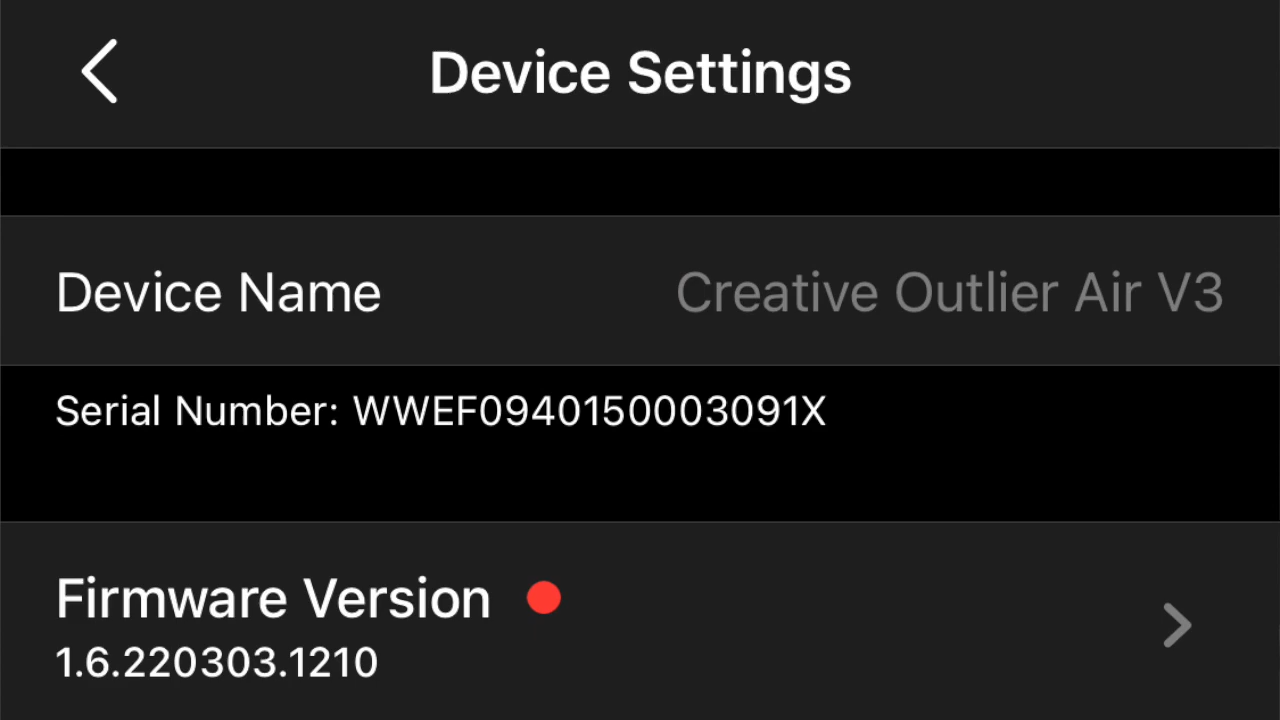 Device Settings
Device Name
Creative Outlier Air V3
Serial Number: WWEF0940150003091X
Firmware Version
1.6.220303.1210